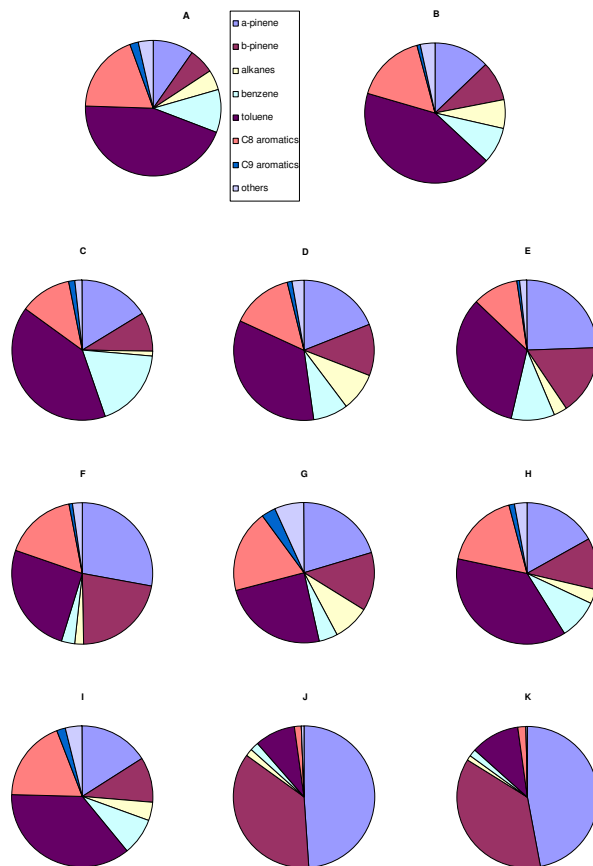 A
B
a-pinene
b-pinene
alkanes
benzene
toluene
C8 aromatics
C9 aromatics
others
C
D
E
F
G
H
I
J
K